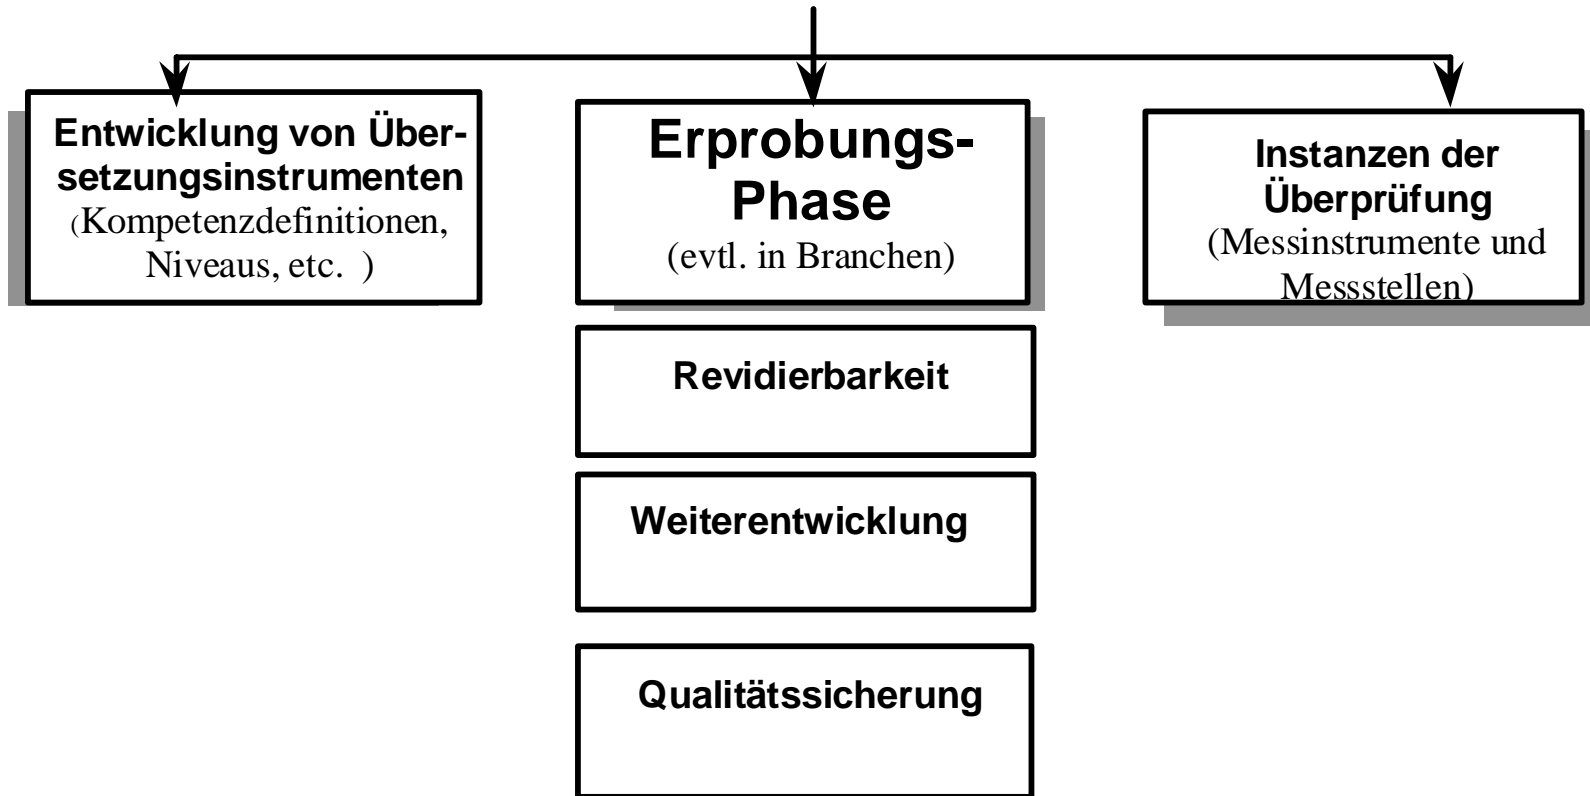 Entwicklung von Über-
setzungsinstrumenten
(Kompetenzdefinitionen,
Niveaus, etc. )
Erprobungs-
Phase
(evtl. in Branchen)
Instanzen der
Überprüfung
(Messinstrumente und
Messstellen)
Revidierbarkeit
Weiterentwicklung
Qualitätssicherung